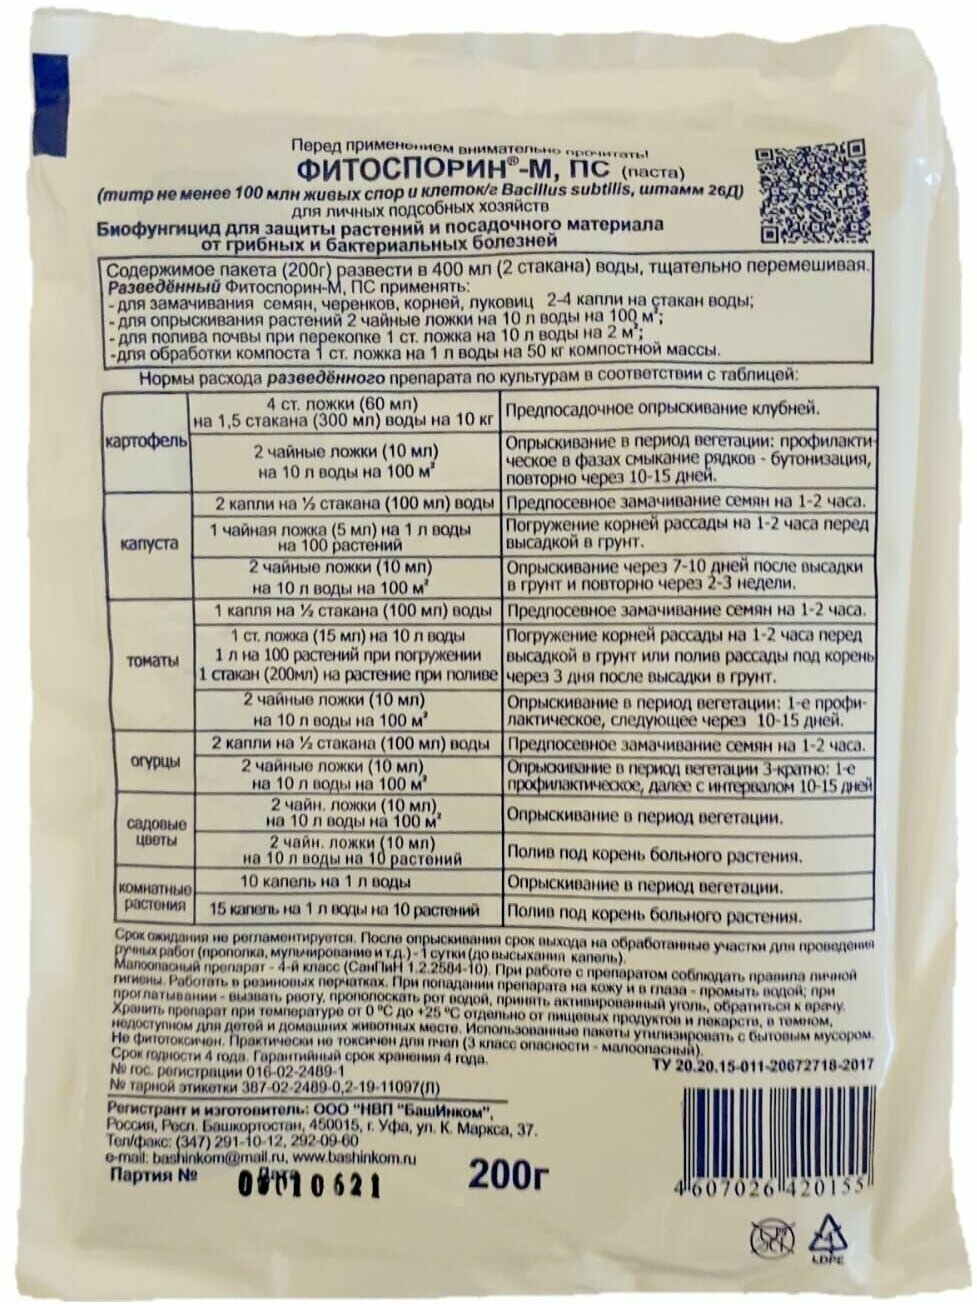 Перед применением внимательно прочитать!
ФИТОСПОРИН®-М, ПС (паста)
(титр не менее 100 млн живых спор и клеток/г Bacillus subtilis, штамм 26Д)
для личных подсобных хозяйств
Биофунгицид для защиты растений и посадочного материала
от грибных и бактериальных болезней
Содержимое пакета (200г) развести в 400 мл (2 стакана) воды, тщательно перемешивая.
Разведённый Фитоспорин-М, ПС применять:
-для замачивания семян, черенков, корней, луковиц 2-4 капли на стакан воды;
-для опрыскивания растений 2 чайные ложки на 10 л воды на 100 м²;
-для полива почвы при перекопке 1 ст. ложка на 10 л воды на 2 м²;
-для обработки компоста 1 ст. ложка на 1 л воды на 50 кг компостной массы.
Нормы расхода разведённого препарата по культурам в соответствии с таблицей:
картофель
4 ст. ложки (60 мл)
на 1,5 стакана (300 мл) воды на 10 кг
Предпосадочное опрыскивание клубней.
2 чайные ложки (10 мл)
на 10 л воды на 100 м²
Опрыскивание в период вегетации: профилакти-
ческое в фазах смыкание рядков - бутонизация,
повторно через 10-15 дней.
капуста
2 капли на ½ стакана (100 мл) воды
Предпосевное замачивание семян на 1-2 часа.
1 чайная ложка (5 мл) на 1 л воды
на 100 растений
Погружение корней рассады на 1-2 часа перед
высадкой в грунт.
2 чайные ложки (10 мл)
на 10 л воды на 100 м²
Опрыскивание через 7-10 дней после высадки
в грунт и повторно через 2-3 недели.
томаты
1 капля на ½ стакана (100 мл) воды
Предпосевное замачивание семян на 1-2 часа.
1 ст. ложка (15 мл) на 10 л воды
1 л на 100 растений при погружении
1 стакан (200мл) на растение при поливе
Погружение корней рассады на 1-2 часа перед
высадкой в грунт или полив рассады под корень
через 3 дня после высадки в грунт.
2 чайные ложки (10 мл)
на 10 л воды на 100 м²
Опрыскивание в период вегетации: 1-е профи-
лактическое, следующее через 10-15 дней.
огурцы
2 капли на ½ стакана (100 мл) воды
Предпосевное замачивание семян на 1-2 часа.
2 чайные ложки (10 мл)
на 10 л воды на 100 м²
Опрыскивание в период вегетации 3-кратно: 1-е
профилактическое, далее с интервалом 10-15 дней
садовые
цветы
2 чайн. ложки (10 мл)
на 10 л воды на 100 м²
Опрыскивание в период вегетации.
2 чайн. ложки (10 мл)
на 10 л воды на 10 растений
Полив под корень больного растения.
комнатные
растения
10 капель на 1 л воды
Опрыскивание в период вегетации.
15 капель на 1 л воды на 10 растений
Полив под корень больного растения.
Срок ожидания не регламентируется. После опрыскивания срок выхода на обработанные участки для проведения
ручных работ (прополка, мульчирование и т.д.) - 1 сутки (до высыхания капель).
Малоопасный препарат - 4-й класс (СанПиН 1.2.2584-10). При работе с препаратом соблюдать правила личной
гигиены. Работать в резиновых перчатках. При попадании препарата на кожу и в глаза - промыть водой; при
проглатывании - вызвать рвоту, прополоскать рот водой, принять активированный уголь, обратиться к врачу.
Хранить препарат при температуре от 0 °C до +25 °C отдельно от пищевых продуктов и лекарств, в темном,
недоступном для детей и домашних животных месте. Использованные пакеты утилизировать с бытовым мусором.
Не фитотоксичен. Практически не токсичен для пчел (3 класс опасности - малоопасный).
Срок годности 4 года. Гарантийный срок хранения 4 года.
№ гос. регистрации 016-02-2489-1
ТУ 20.20.15-011-20672718-2017
№ тарной этикетки 387-02-2489-0,2-19-11097(Л)
Регистрант и изготовитель: ООО "НВП "БашИнком",
Россия, Респ. Башкортостан, 450015, г. Уфа, ул. К. Маркса, 37.
Тел/факс: (347) 291-10-12, 292-09-60
e-mail: bashinkom@mail.ru, www.bashinkom.ru
Партия № Дата
200г
4607026420155
LDPE
4